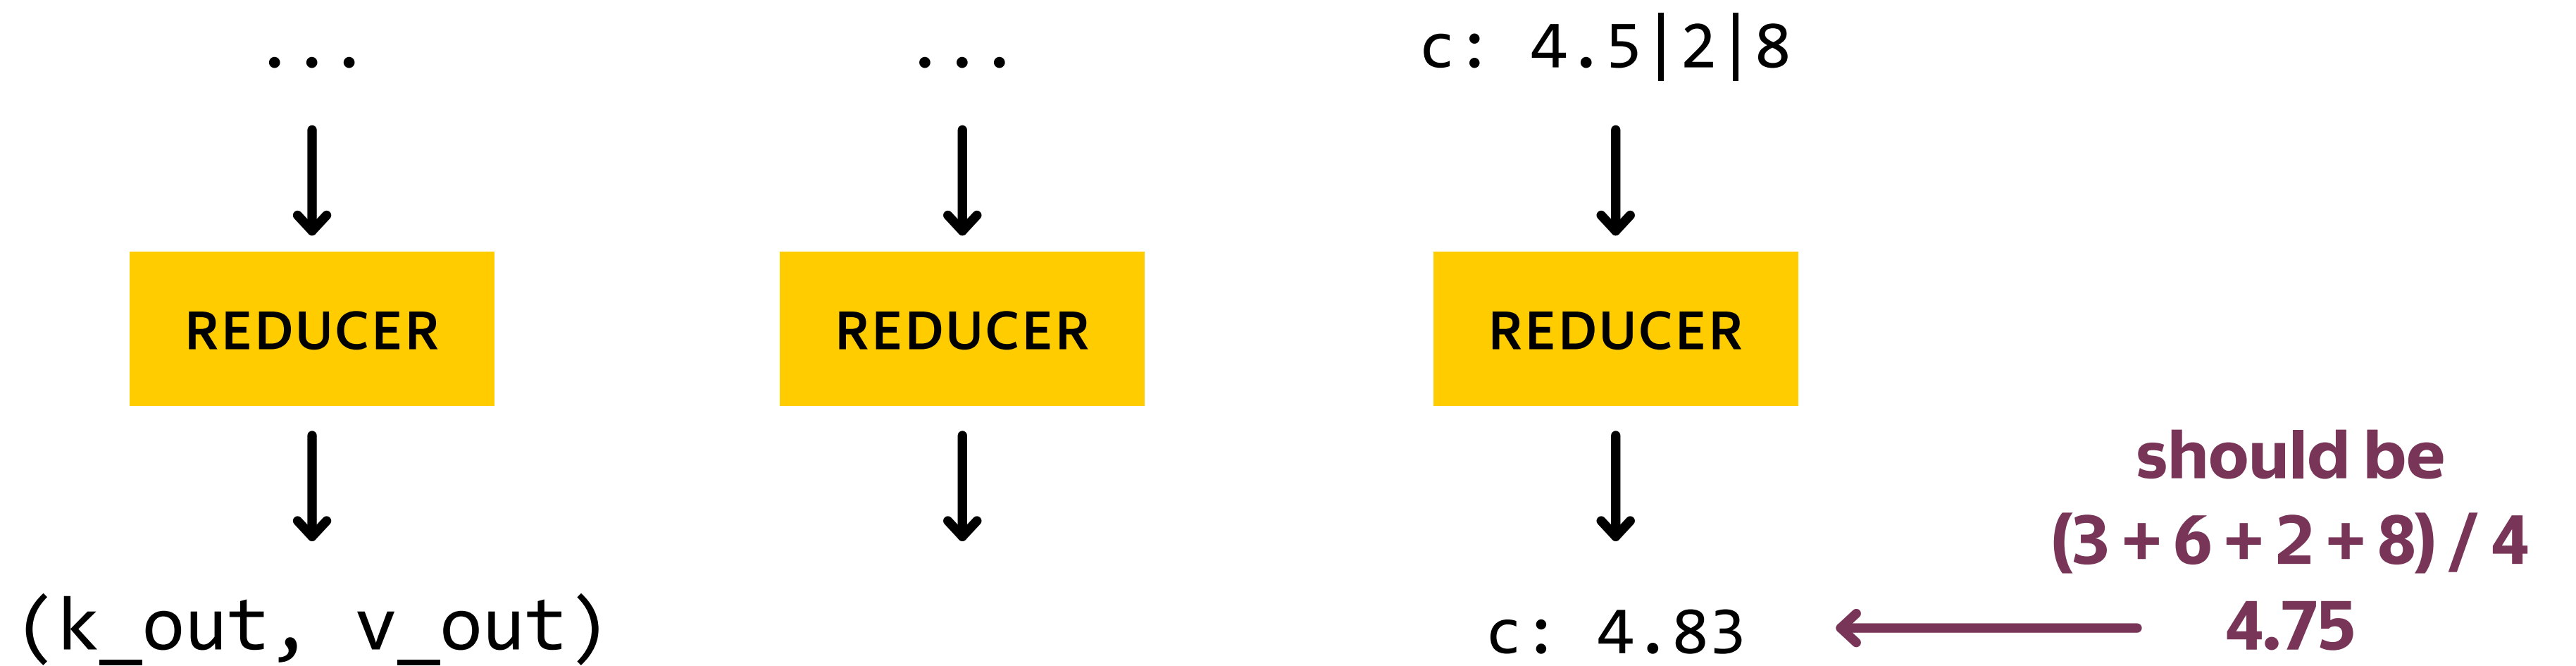 ... ... c: 4.5|2|8
REDUCER REDUCER REDUCER
should be
(3 + 6 + 2 + 8) / 4
(k_out, v_out) c: 4.83 4.75